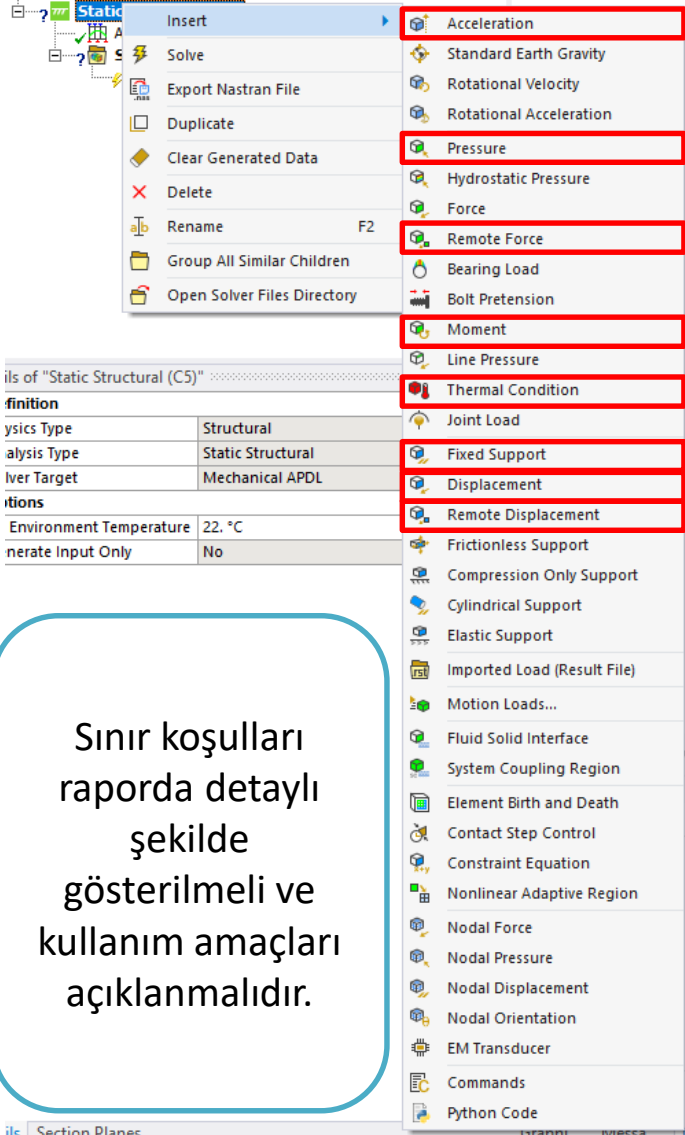 Static
Insert
Solve
Export Nastran File
Duplicate
Clear Generated Data
Delete
Rename F2
Group All Similar Children
Open Solver Files Directory
Acceleration
Standard Earth Gravity
Rotational Velocity
Rotational Acceleration
Pressure
Hydrostatic Pressure
Force
Remote Force
Bearing Load
Bolt Pretension
Moment
Line Pressure
Thermal Condition
Joint Load
Fixed Support
Displacement
Remote Displacement
Frictionless Support
Compression Only Support
Cylindrical Support
Elastic Support
Imported Load (Result File)
Motion Loads...
Fluid Solid Interface
System Coupling Region
Element Birth and Death
Contact Step Control
Constraint Equation
Nonlinear Adaptive Region
Nodal Force
Nodal Pressure
Nodal Displacement
Nodal Orientation
EM Transducer
Commands
Python Code
ils of "Static Structural (C5)"
efinition
ysics Type Structural
alysis Type Static Structural
lver Target Mechanical APDL
tions
Environment Temperature 22. °C
nerate Input Only No
Sınır koşulları
raporda detaylı
şekilde
gösterilmeli ve
kullanım amaçları
açıklanmalıdır.
ils Section Planes